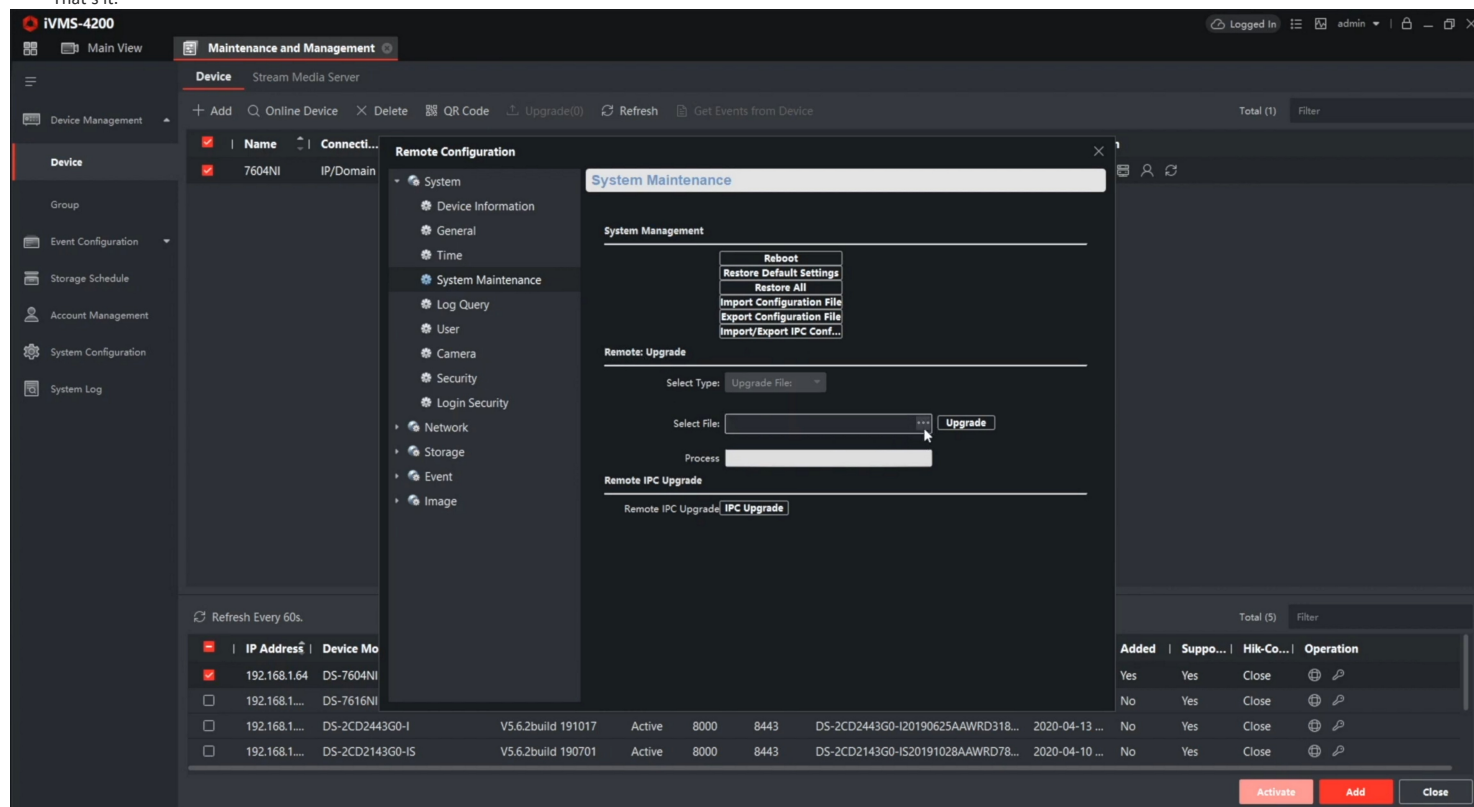 That's it.
iVMS-4200
Logged In admin
Main View Maintenance and Management
Device Stream Media Server
Add Online Device Delete QR Code Upgrade(0) Refresh Get Events from Device Total (1) Filter
Device Management
Name Connecti...
Device
7604NI IP/Domain
Group
Event Configuration
Storage Schedule
Account Management
System Configuration
System Log
Remote Configuration
System
Device Information
General
Time
System Maintenance
Log Query
User
Camera
Security
Login Security
Network
Storage
Event
Image
System Maintenance
System Management
Reboot
Restore Default Settings
Restore All
Import Configuration File
Export Configuration File
Import/Export IPC Conf...
Remote: Upgrade
Select Type: Upgrade File:
Select File: ... Upgrade
Process
Remote IPC Upgrade
Remote IPC Upgrade IPC Upgrade
Refresh Every 60s. Total (5) Filter
IP Address Device Mo Added Suppo... Hik-Co... Operation
192.168.1.64 DS-7604NI Yes Yes Close
192.168.1.... DS-7616NI No Yes Close
192.168.1.... DS-2CD2443G0-I V5.6.2build 191017 Active 8000 8443 DS-2CD2443G0-I20190625AAWRD318... 2020-04-13 ... No Yes Close
192.168.1.... DS-2CD2143G0-IS V5.6.2build 190701 Active 8000 8443 DS-2CD2143G0-IS20191028AAWRD78... 2020-04-10 ... No Yes Close
Activate Add Close